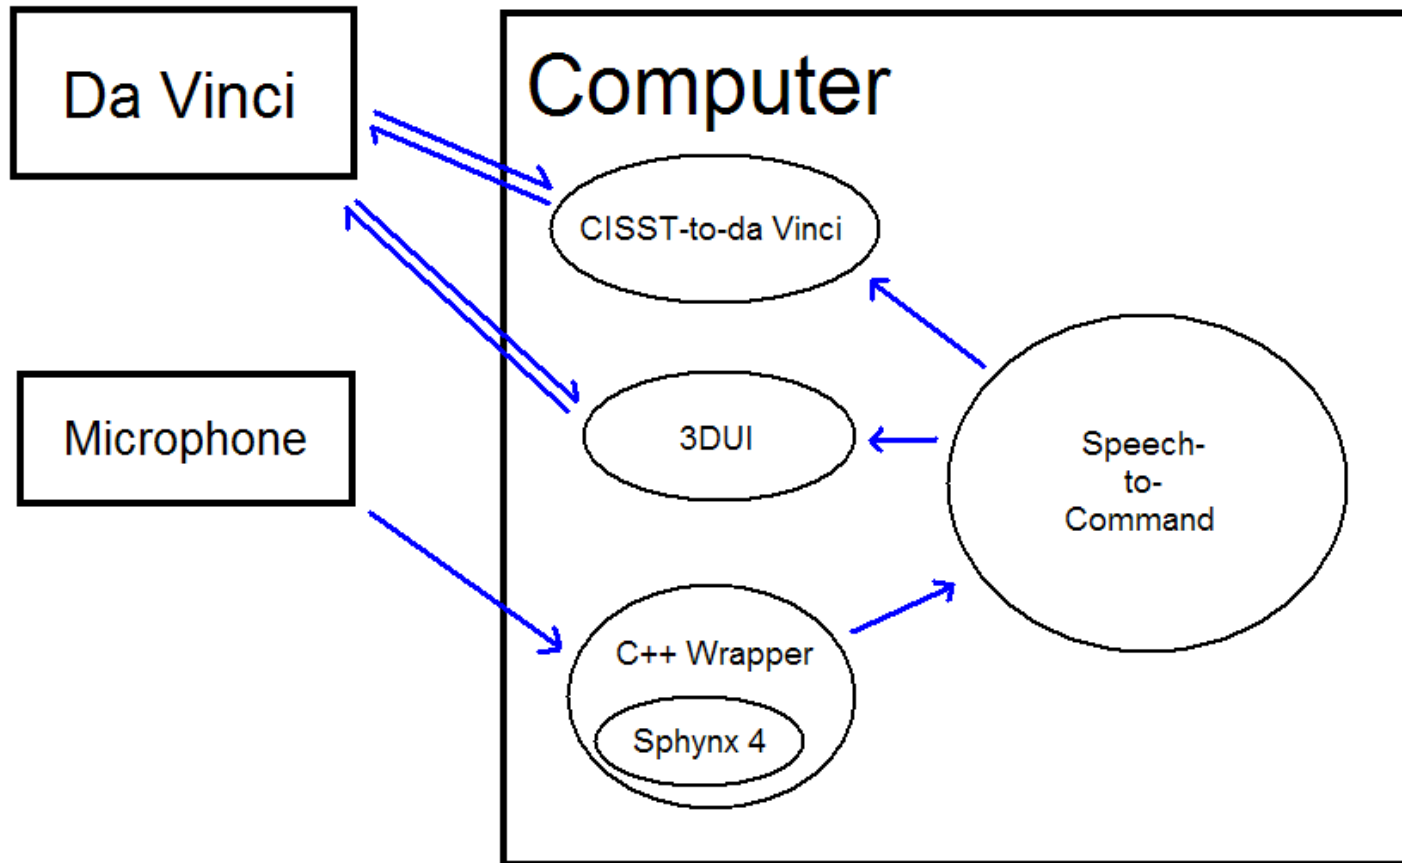 Da Vinci
Computer
CISST-to-da Vinci
Microphone
3DUI
Speech-
to-
Command
C++ Wrapper
Sphynx 4